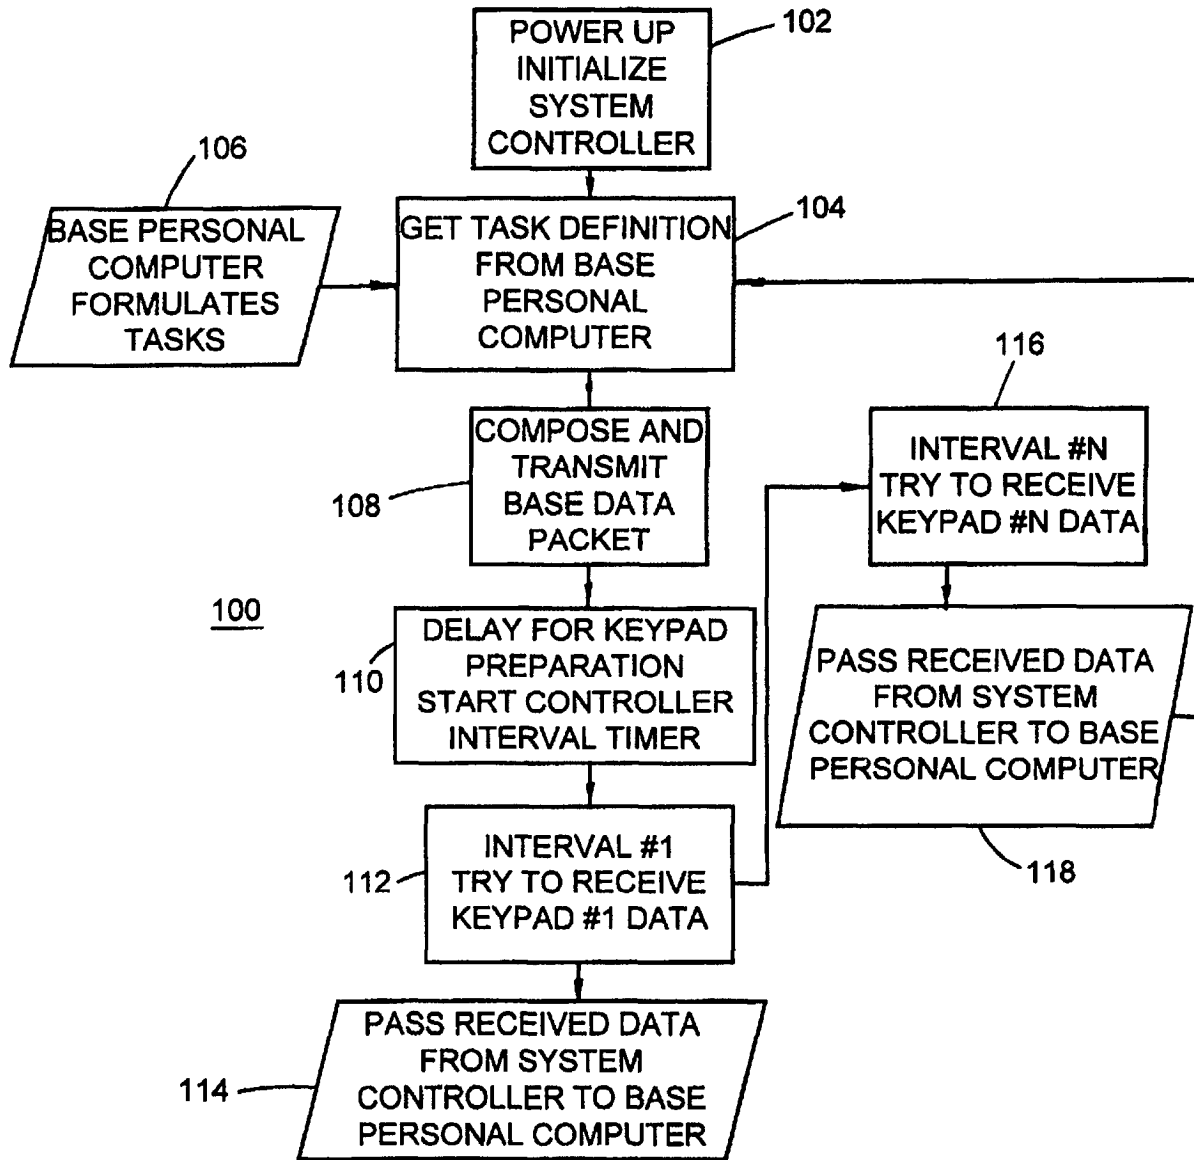 POWER UP
INITIALIZE
SYSTEM
CONTROLLER
102
106
BASE PERSONAL
COMPUTER
FORMULATES
TASKS
GET TASK DEFINITION
FROM BASE
PERSONAL
COMPUTER
104
COMPOSE AND
TRANSMIT
BASE DATA
PACKET
108
116
INTERVAL #N
TRY TO RECEIVE
KEYPAD #N DATA
100
DELAY FOR KEYPAD
PREPARATION
START CONTROLLER
INTERVAL TIMER
110
PASS RECEIVED DATA
FROM SYSTEM
CONTROLLER TO BASE
PERSONAL COMPUTER
118
INTERVAL #1
TRY TO RECEIVE
KEYPAD #1 DATA
112
PASS RECEIVED DATA
FROM SYSTEM
CONTROLLER TO BASE
PERSONAL COMPUTER
114